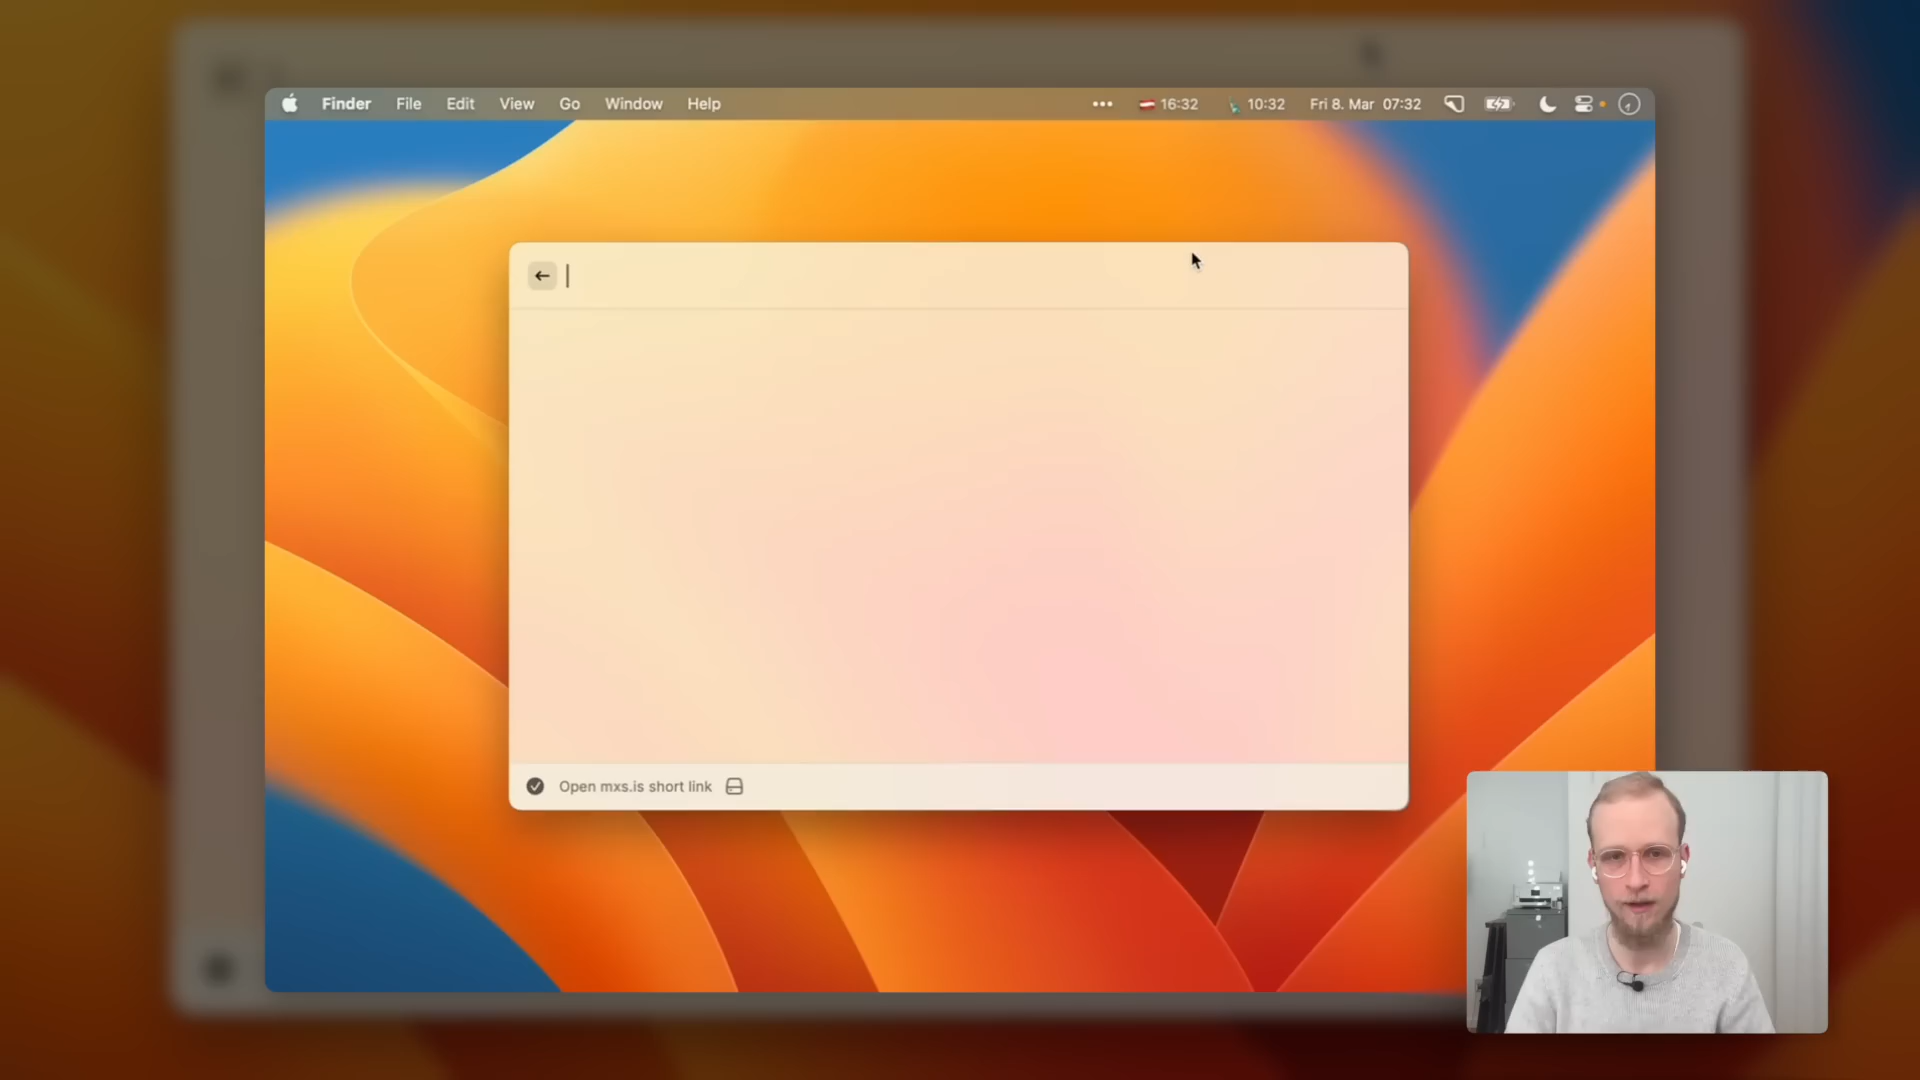 Finder File Edit View Go Window Help ••• 16:32 10:32 Fri 8. Mar 07:32
Open mxs.is short link